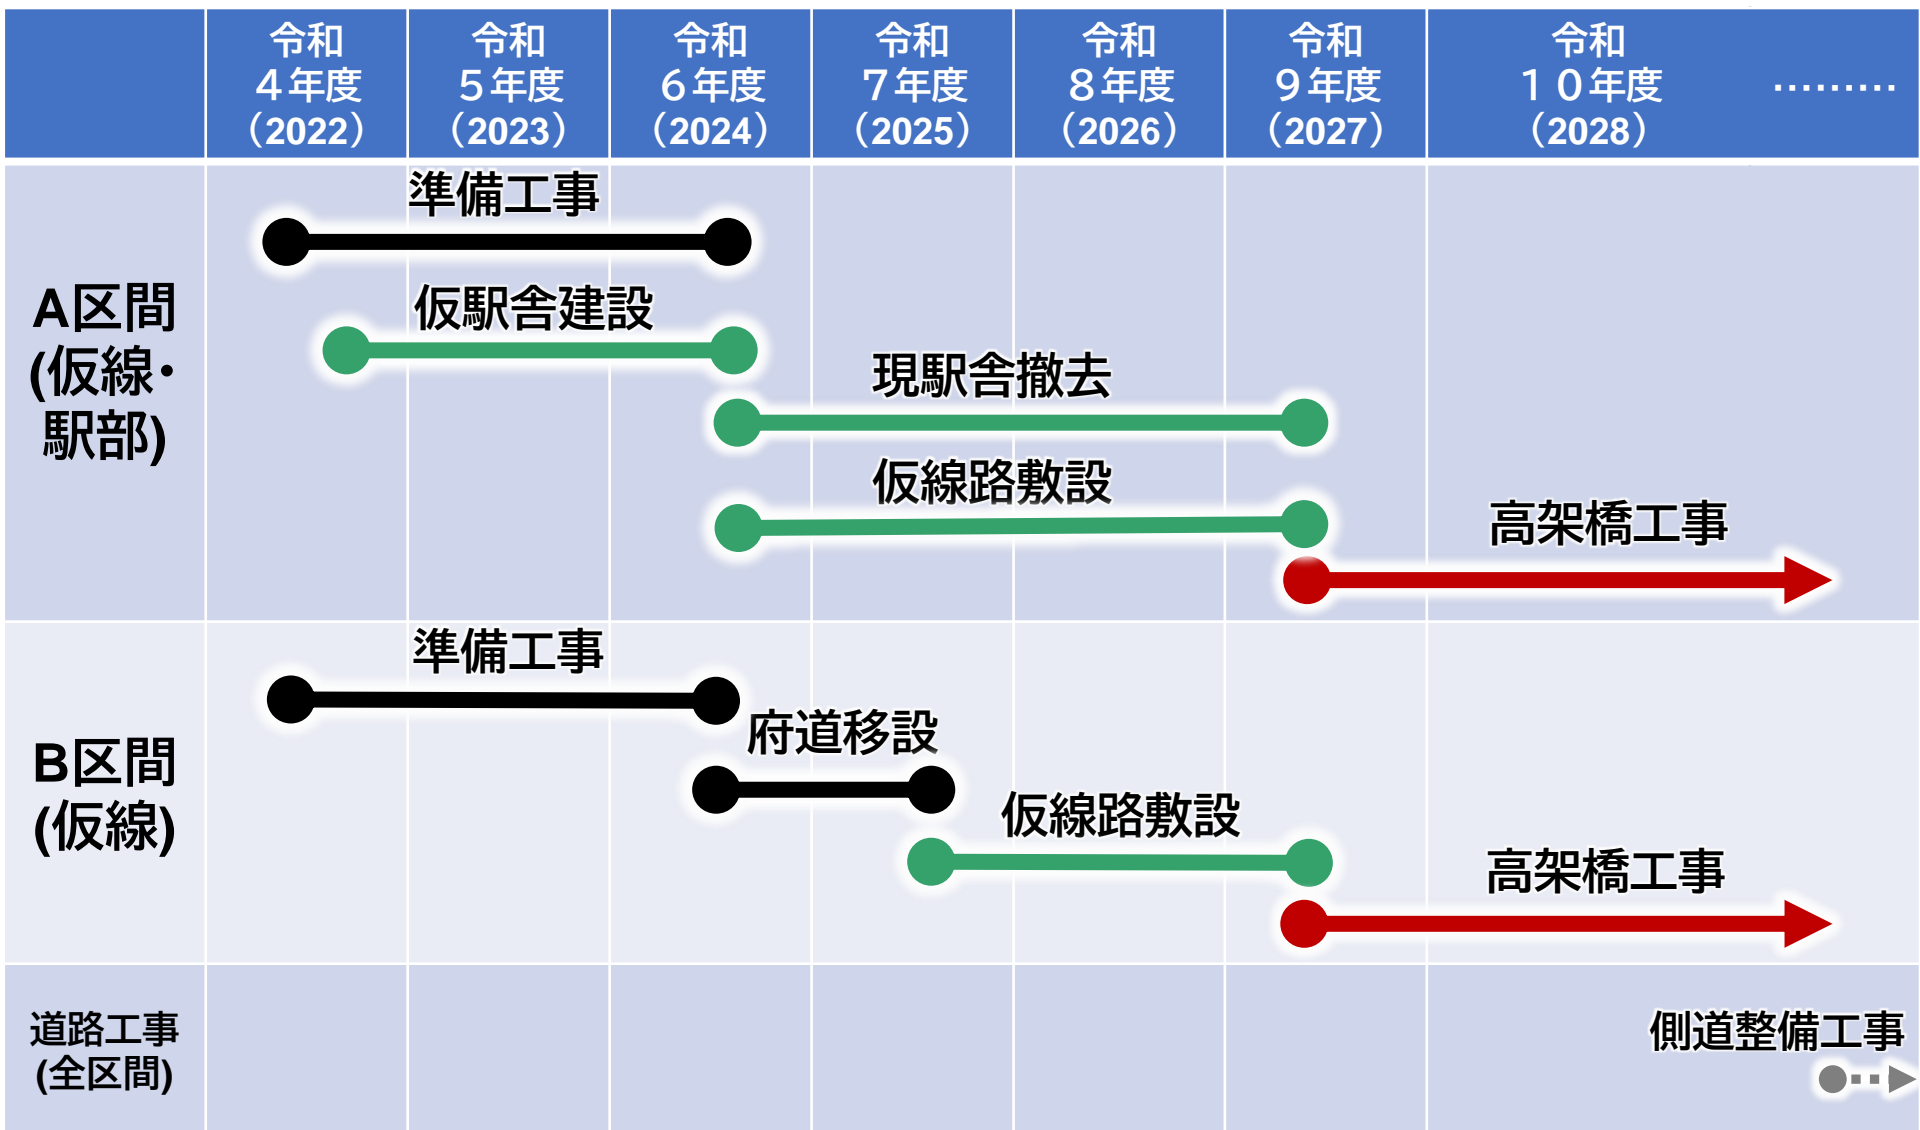 令和
４年度
（2022）
令和
５年度
（2023）
令和
６年度
（2024）
令和
７年度
（2025）
令和
８年度
（2026）
令和
９年度
（2027）
令和
１０年度
（2028）
………
A区間
(仮線・
駅部)
準備工事
仮駅舎建設
現駅舎撤去
仮線路敷設
高架橋工事
B区間
(仮線)
準備工事
府道移設
仮線路敷設
高架橋工事
道路工事
(全区間)
側道整備工事